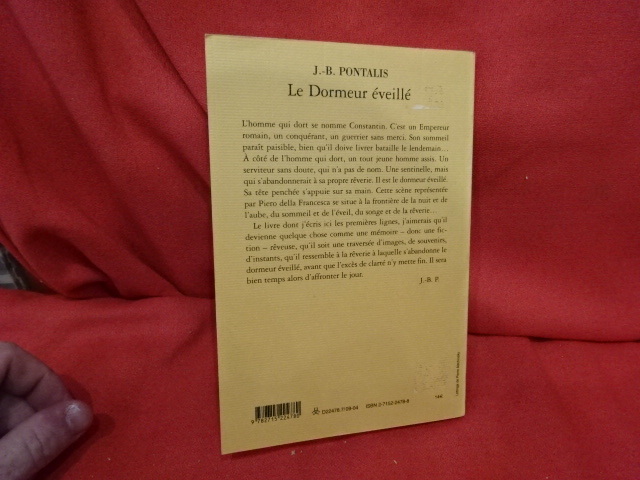 J.-B. PONTALIS
Le Dormeur éveillé
L'homme qui dort se nomme Constantin. C'est un Empereur
romain, un conquérant, un guerrier sans merci. Son sommeil
paraît paisible, bien qu'il doive livrer bataille le lendemain...
À côté de l'homme qui dort, un tout jeune homme assis. Un
serviteur sans doute, qui n'a pas de nom. Une sentinelle, mais
qui s'abandonnerait à sa propre rêverie. Il est le dormeur éveillé.
Sa tête penchée s'appuie sur sa main. Cette scène représentée
par Piero della Francesca se situe à la frontière de la nuit et de
l'aube, du sommeil et de l'éveil, du songe et de la rêverie...
Le livre dont j'écris ici les premières lignes, j'aimerais qu'il
devienne quelque chose comme une mémoire – donc une fic-
tion – rêveuse, qu'il soit une traversée d'images, de souvenirs,
d'instants, qu'il ressemble à la rêverie à laquelle s'abandonne le
dormeur éveillé, avant que l'excès de clarté n'y mette fin. Il sera
bien temps alors d'affronter le jour.
J.-B. P.
9 782715 224780
ISBN 2-7152-2478-8